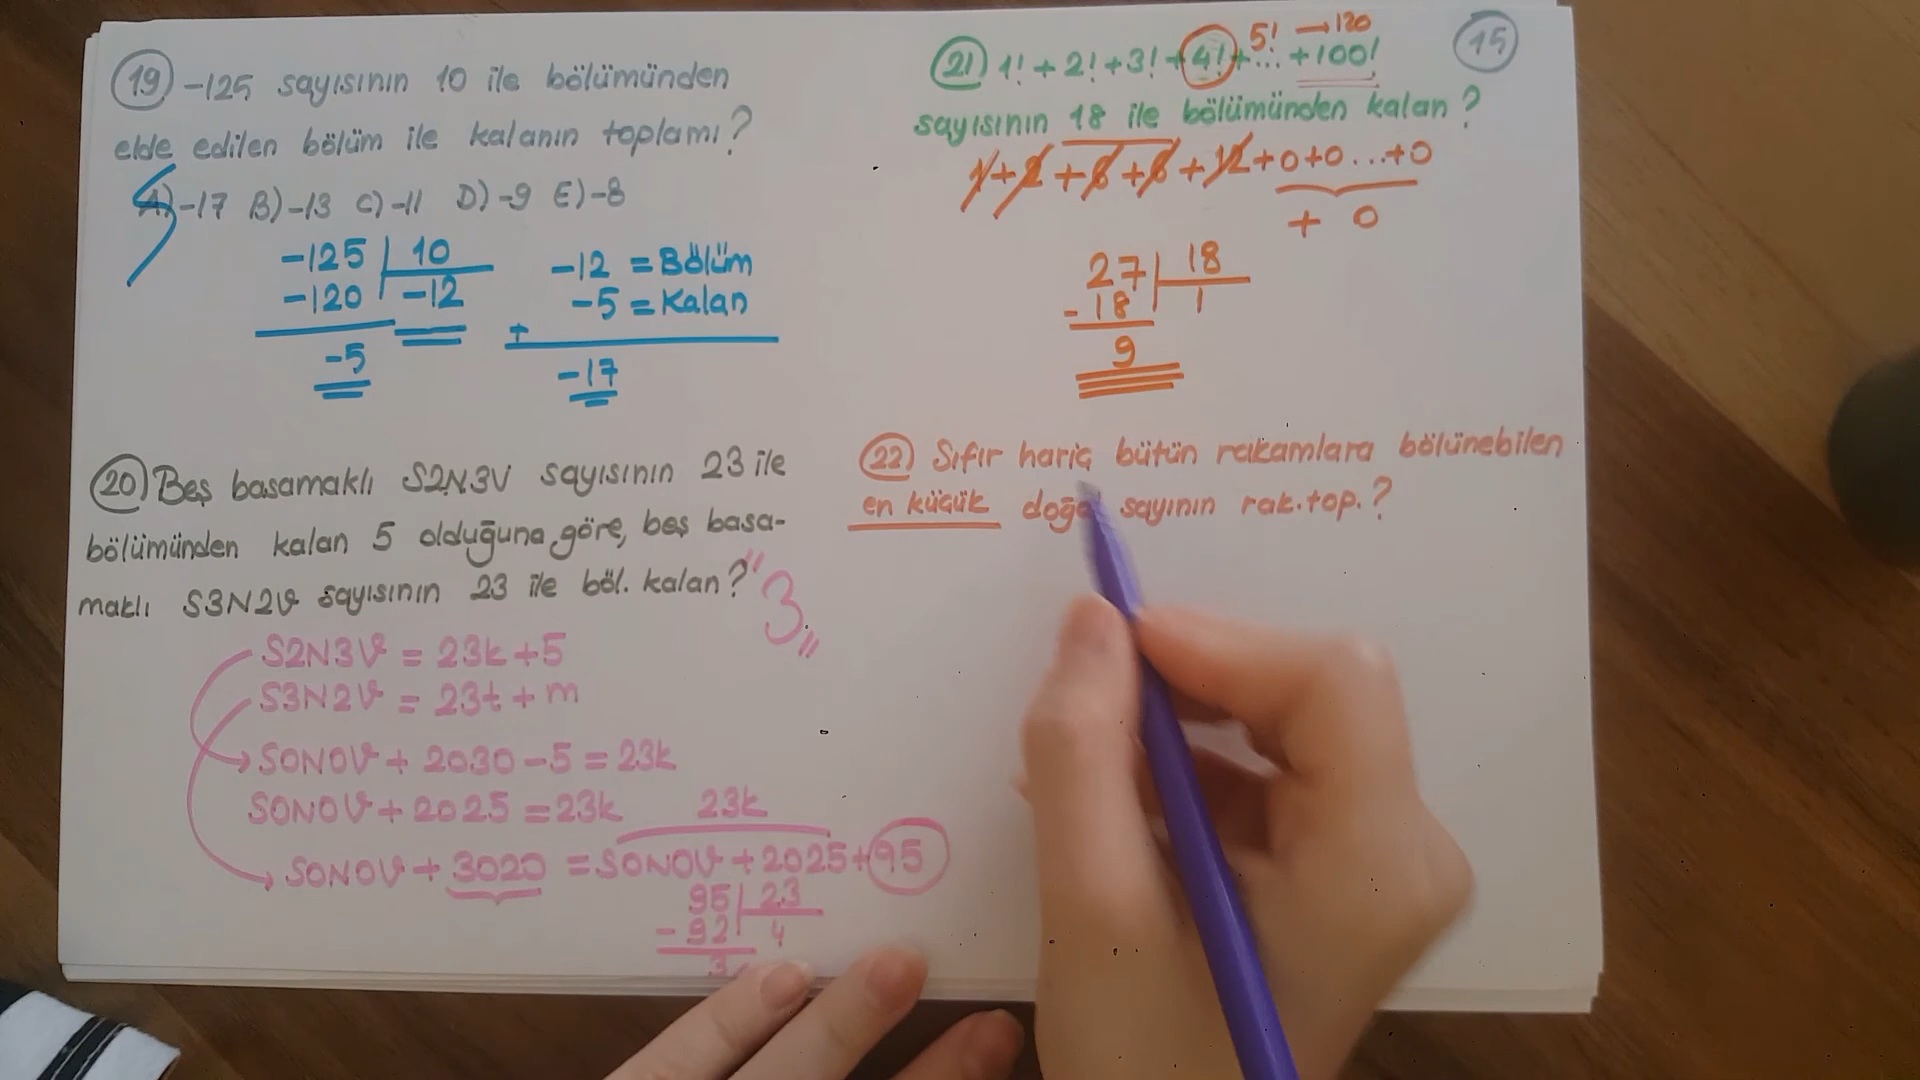 19) -125 sayısının 10 ile bölümünden
elde edilen bölüm ile kalanın toplamı?
A) -17 B) -13 C) -11 D) -9 E) -8
-125 | 10
-120 | -12
-5
-12 = Bölüm
-5 = Kalan
+
-17
20) Beş basamaklı S2N3V sayısının 23 ile
bölümünden kalan 5 olduğuna göre, beş basa-
maklı S3N2V sayısının 23 ile böl. kalan? "3"
S2N3V = 23k+5
S3N2V = 23t + m
S0N0V + 2030 - 5 = 23k
S0N0V + 2025 = 23k
23k
S0N0V + 3020 = S0N0V + 2025 + 95
95 | 23
- 92 | 4
3
15
5! → 120
21) 1! + 2! + 3! + 4! + ... + 100!
sayısının 18 ile bölümünden kalan?
1 + 2 + 6 + 6 + 12 + 0 + 0 ... + 0
+ 0
27 | 18
- 18 | 1
9
22) Sıfır hariç bütün rakamlara bölünebilen
en küçük doğal sayının rak. top.?